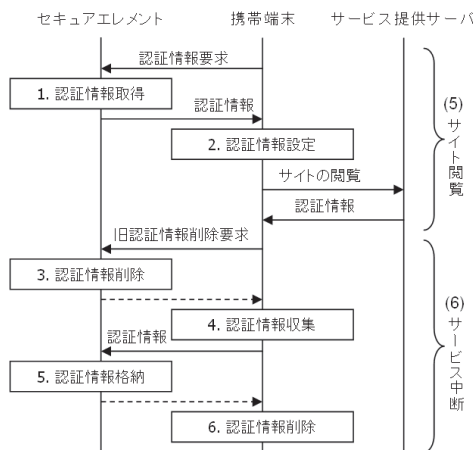 セキュアエレメント
携帯端末
サービス提供サーバ
認証情報要求
1. 認証情報取得
認証情報
2. 認証情報設定
サイトの閲覧
認証情報
(5)
サイト閲覧
旧認証情報削除要求
3. 認証情報削除
4. 認証情報収集
認証情報
5. 認証情報格納
6. 認証情報削除
(6)
サービス中断